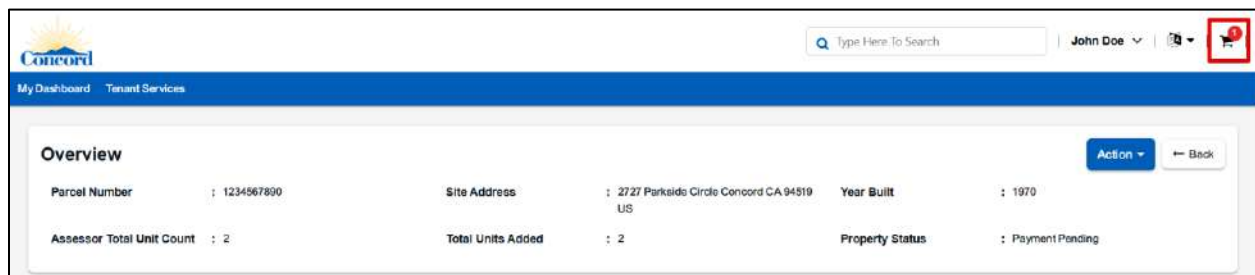 Concord
Type Here To Search
John Doe
1
My Dashboard Tenant Services
Overview
Action
← Back
Parcel Number : 1234567890
Site Address : 2727 Parkside Circle Concord CA 94519
US
Year Built : 1970
Assessor Total Unit Count : 2
Total Units Added : 2
Property Status : Payment Pending